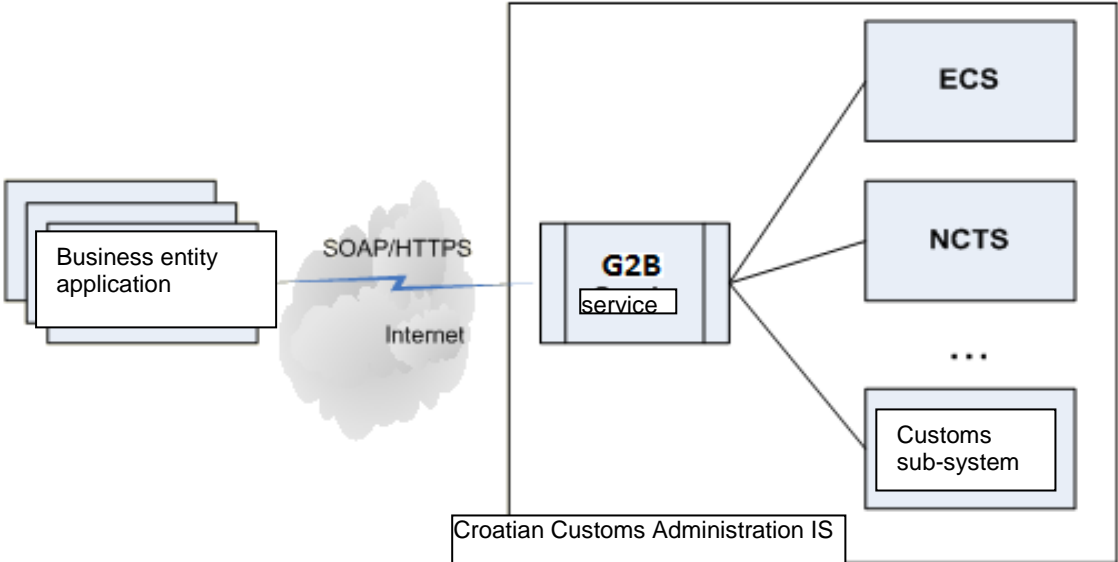 ECS
Business entity
application
SOAP/HTTPS
Internet
G2B
service
NCTS
...
Customs
sub-system
Croatian Customs Administration IS